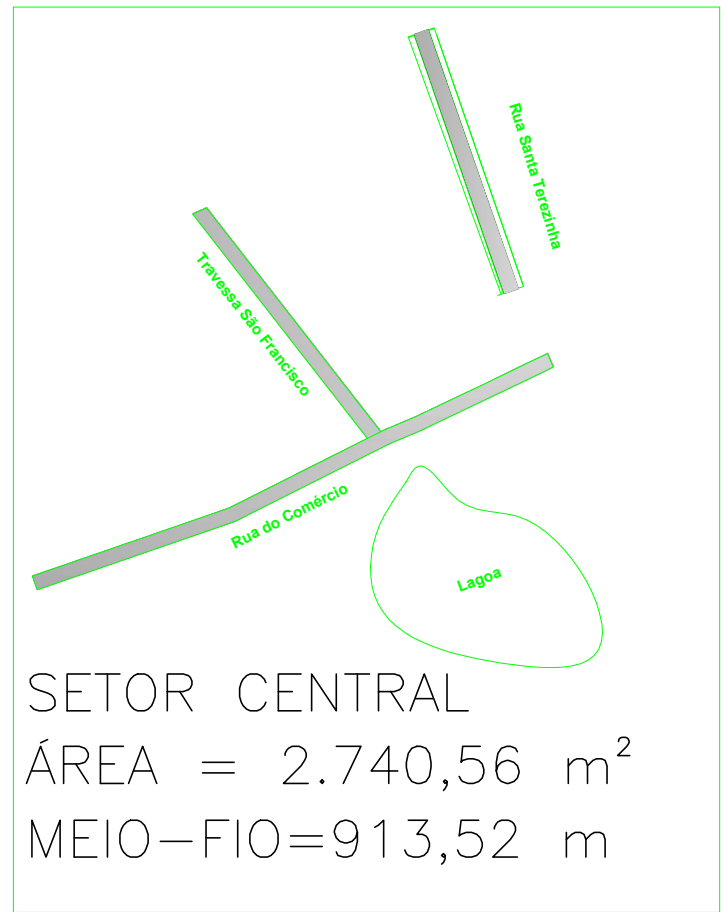 Rua Santa Terezinha
Travessa São Francisco
Rua do Comércio
Lagoa
SETOR CENTRAL
ÁREA = 2.740,56 m²
MEIO-FIO=913,52 m